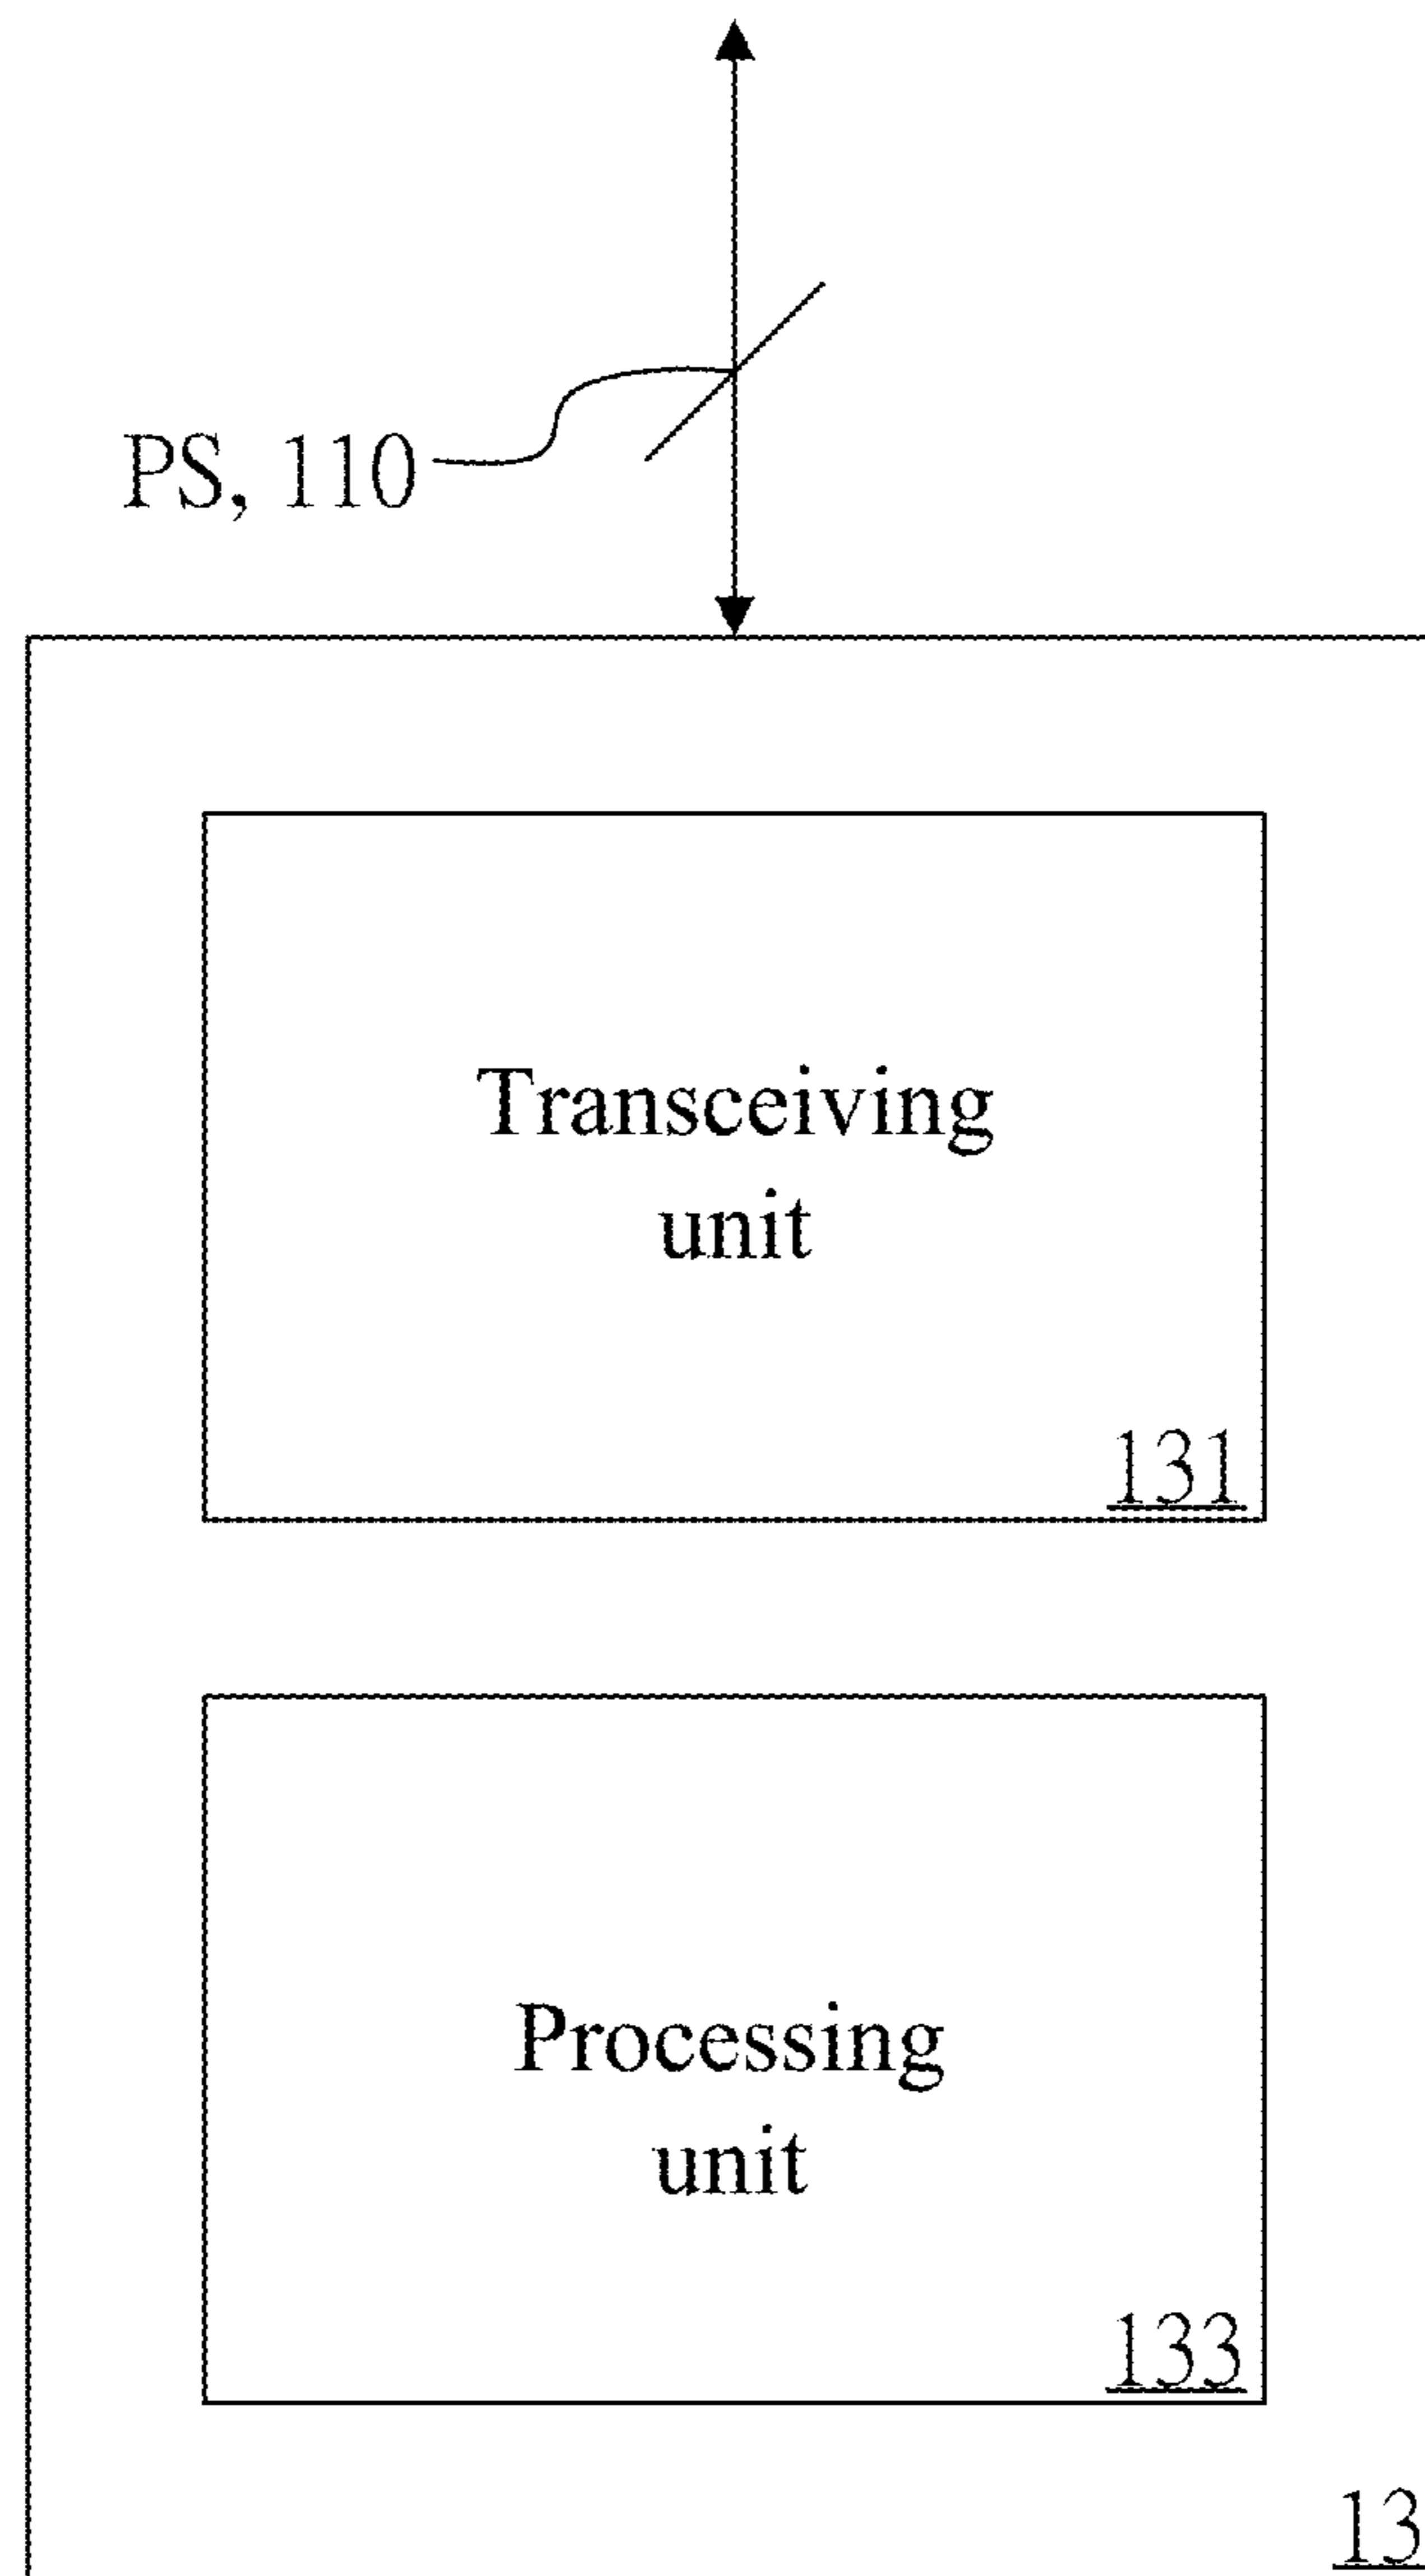 PS, 110
Transceiving
unit
131
Processing
unit
133
13